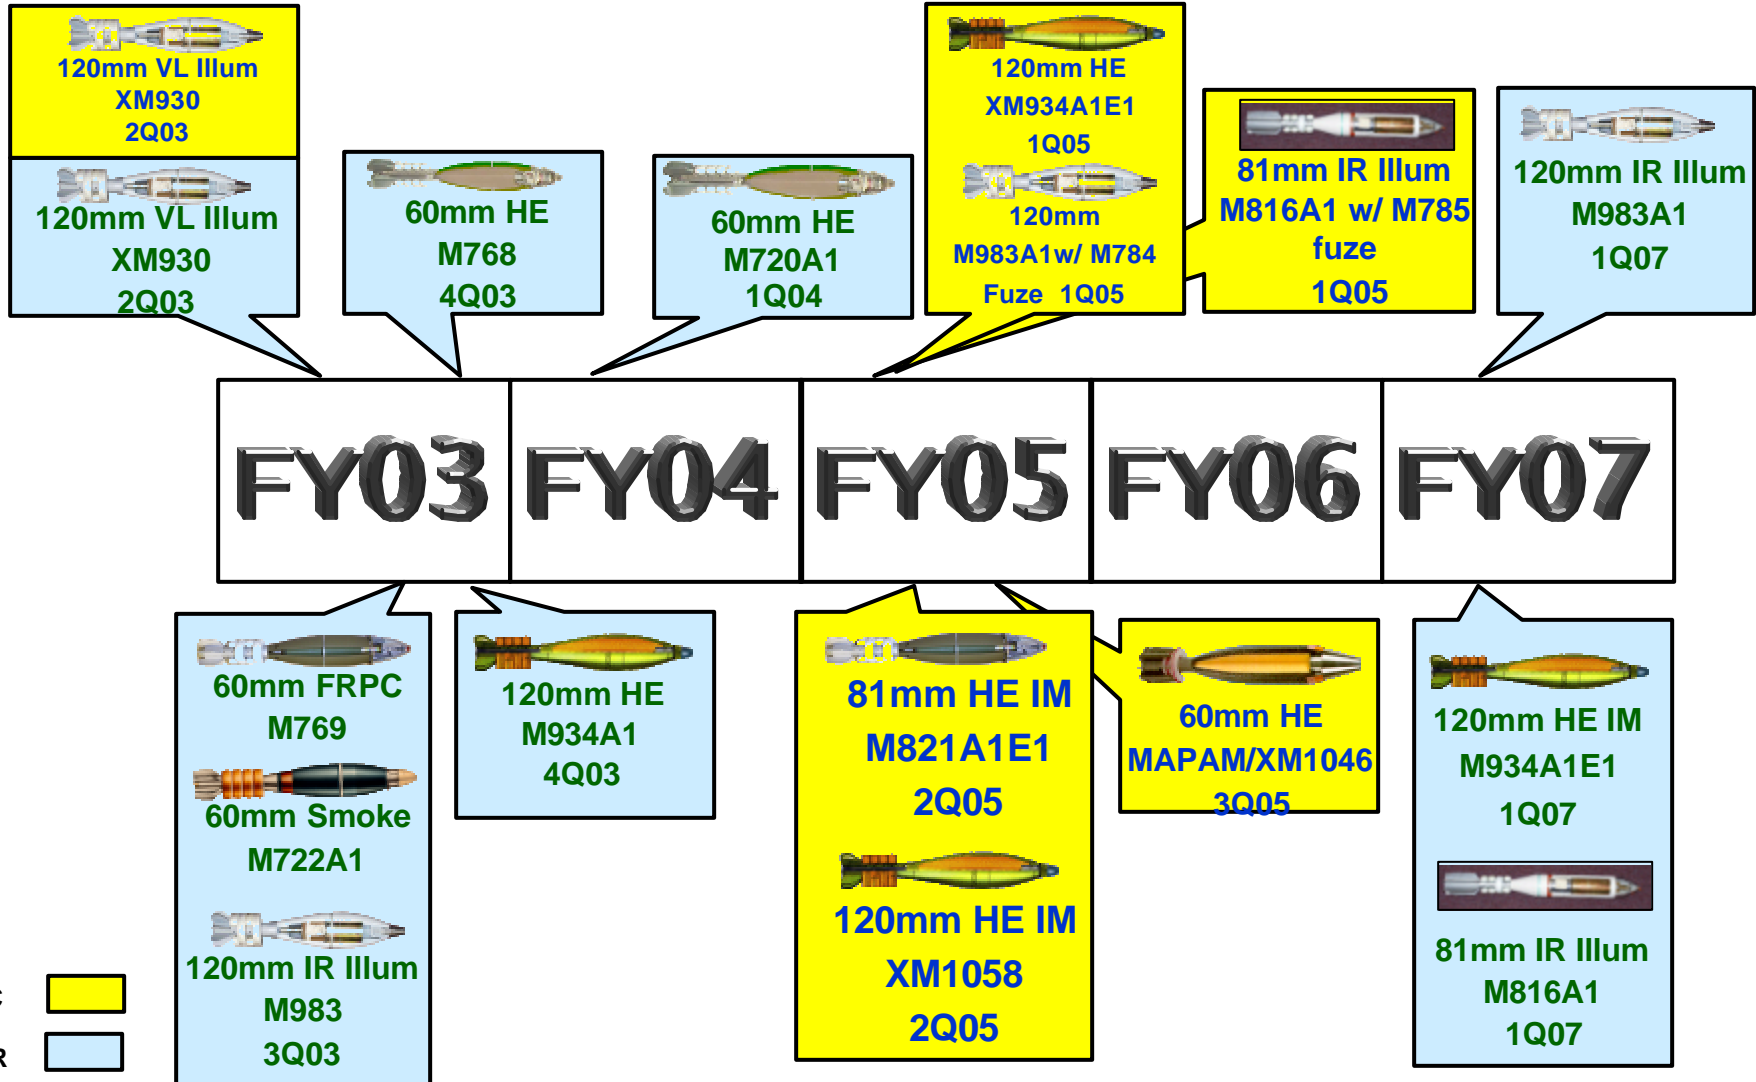 120mm VL Illum
XM930
2Q03
120mm VL Illum
XM930
2Q03
60mm HE
M768
4Q03
60mm HE
M720A1
1Q04
120mm HE
XM934A1E1
1Q05
120mm
M983A1w/ M784
Fuze 1Q05
81mm IR Illum
M816A1 w/ M785
fuze
1Q05
120mm IR Illum
M983A1
1Q07
FY03
FY04
FY05
FY06
FY07
60mm FRPC
M769
60mm Smoke
M722A1
120mm IR Illum
M983
3Q03
120mm HE
M934A1
4Q03
81mm HE IM
M821A1E1
2Q05
120mm HE IM
XM1058
2Q05
60mm HE
MAPAM/XM1046
3Q05
120mm HE IM
M934A1E1
1Q07
81mm IR Illum
M816A1
1Q07
R